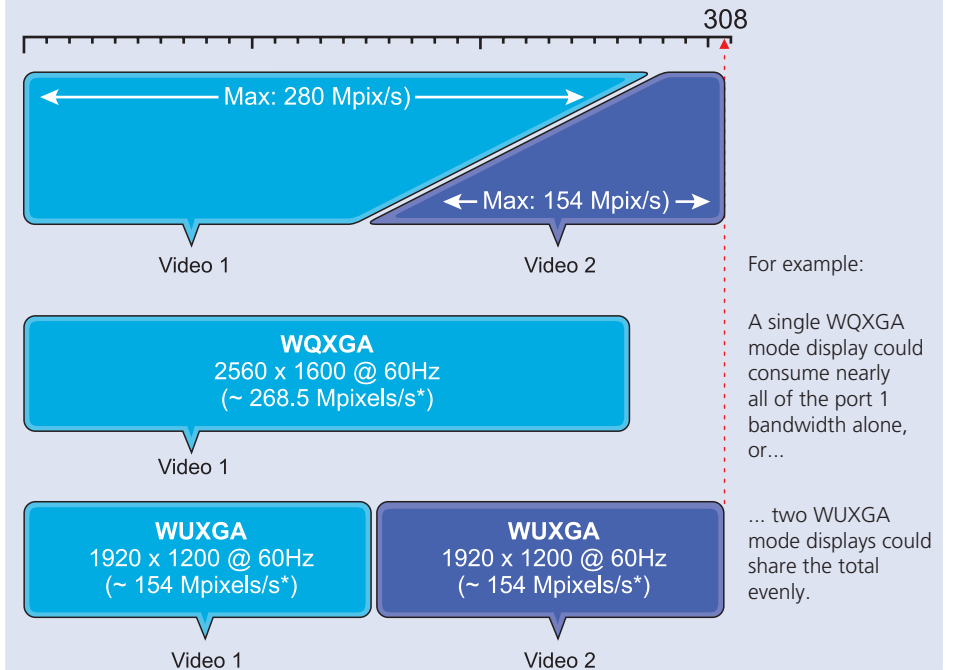 308
Max: 280 Mpix/s)
Max: 154 Mpix/s)
Video 1
Video 2
For example:
A single WQXGA
mode display could
consume nearly
all of the port 1
bandwidth alone,
or...
WQXGA
2560 x 1600 @ 60Hz
(~ 268.5 Mpixels/s*)
Video 1
... two WUXGA
mode displays could
share the total
evenly.
WUXGA
1920 x 1200 @ 60Hz
(~ 154 Mpixels/s*)
WUXGA
1920 x 1200 @ 60Hz
(~ 154 Mpixels/s*)
Video 1
Video 2